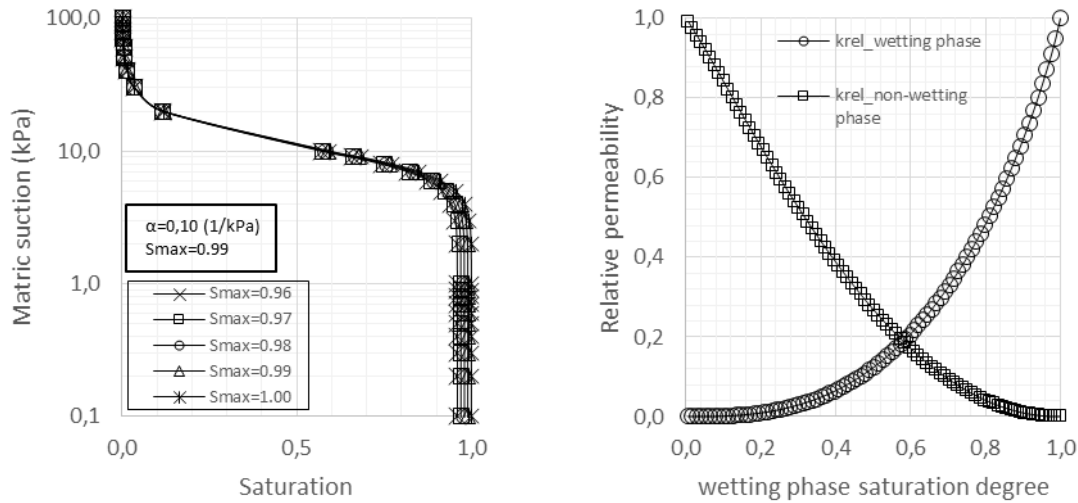 100,0
10,0
1,0
0,1
Matric suction (kPa)
α=0,10 (1/kPa)
Smax=0.99
Smax=0.96
Smax=0.97
Smax=0.98
Smax=0.99
Smax=1.00
0,0
0,5
1,0
Saturation
1,0
0,8
0,6
0,4
0,2
0,0
Relative permeability
krel_wetting phase
krel_non-wetting
phase
0,0
0,2
0,4
0,6
0,8
1,0
wetting phase saturation degree